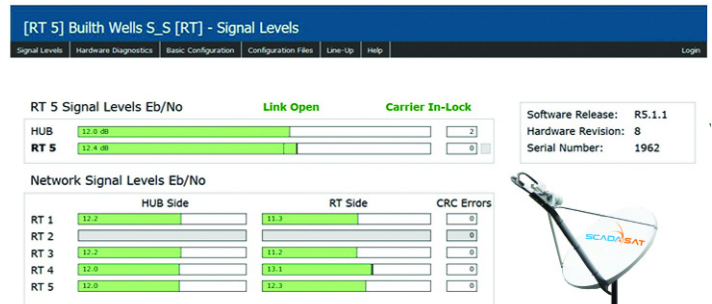 [RT 5] Builth Wells S_S [RT] - Signal Levels
Signal Levels Hardware Diagnostics Basic Configuration Configuration Files Line-Up Help Login
RT 5 Signal Levels Eb/No Link Open Carrier In-Lock
HUB 12.0 dB 2
RT 5 12.4 dB 0
Software Release: R5.1.1
Hardware Revision: 8
Serial Number: 1962
Network Signal Levels Eb/No
HUB Side RT Side CRC Errors
RT 1 12.2 11.3 0
RT 2 0
RT 3 12.2 11.2 0
RT 4 12.0 13.1 0
RT 5 12.0 12.3 0
SCADASAT